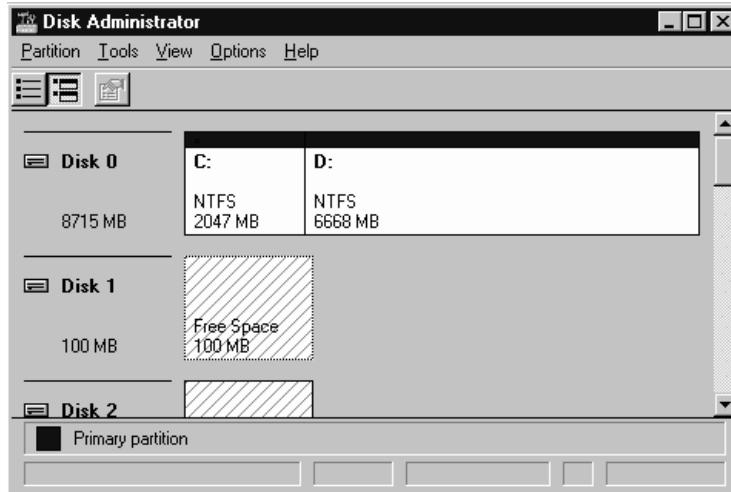 Disk Administrator
Partition Tools View Options Help
Disk 0 C: D:
NTFS NTFS
8715 MB 2047 MB 6668 MB
Disk 1
Free Space
100 MB 100 MB
Disk 2
Primary partition